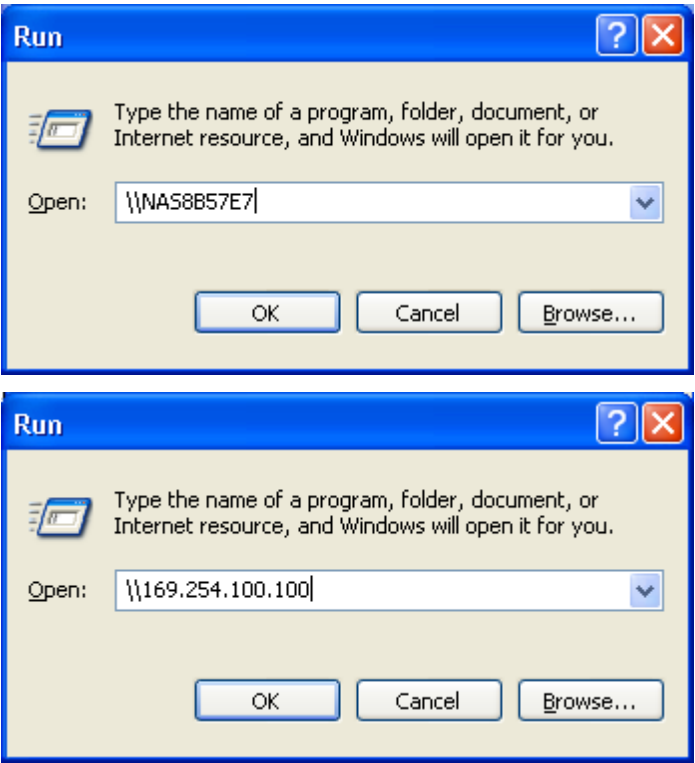 Run
Type the name of a program, folder, document, or
Internet resource, and Windows will open it for you.
Open: \\NAS8B57E7
OK Cancel Browse...
Run
Type the name of a program, folder, document, or
Internet resource, and Windows will open it for you.
Open: \\169.254.100.100
OK Cancel Browse...